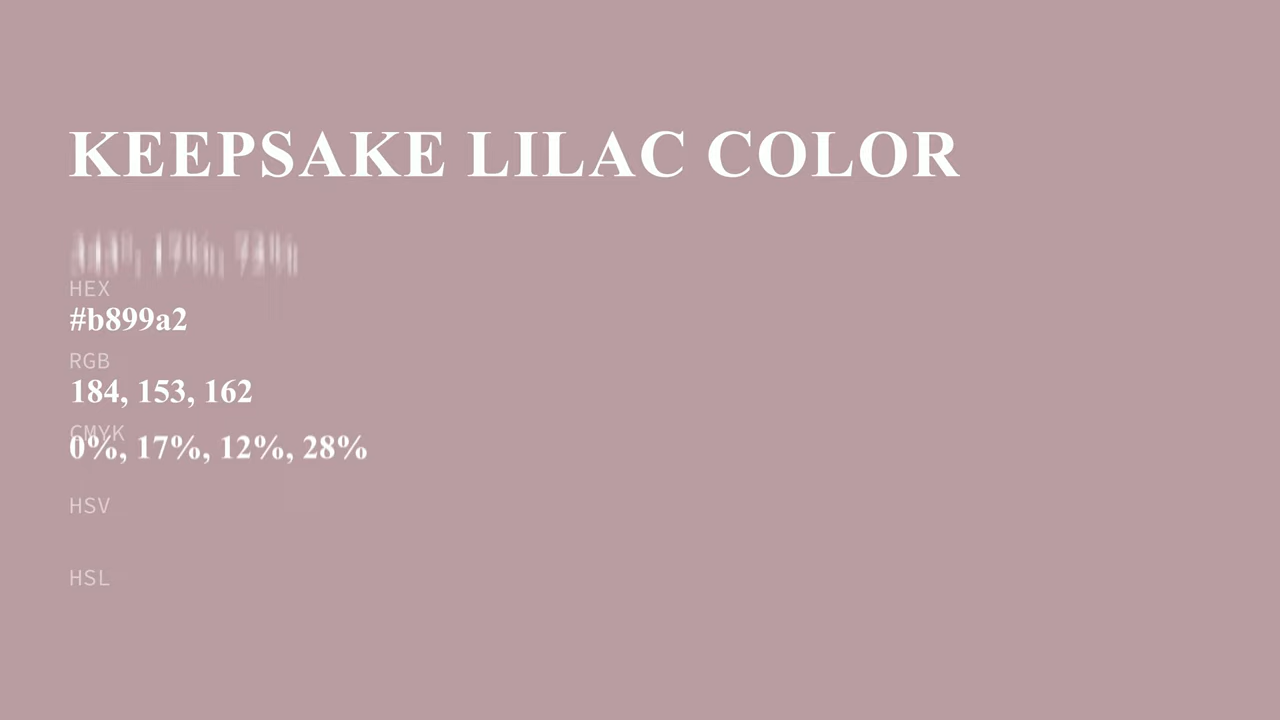 KEEPSAKE LILAC COLOR
HEX
#b899a2
RGB
184, 153, 162
CMYK
0%, 17%, 12%, 28%
HSV
HSL